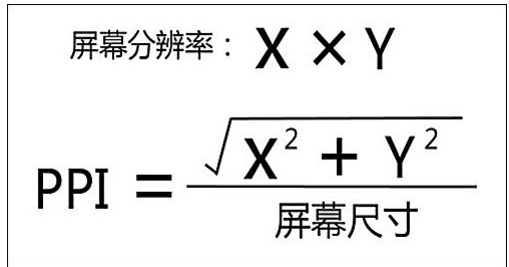 屏幕分辨率：X × Y
PPI = √(X² + Y²) / 屏幕尺寸